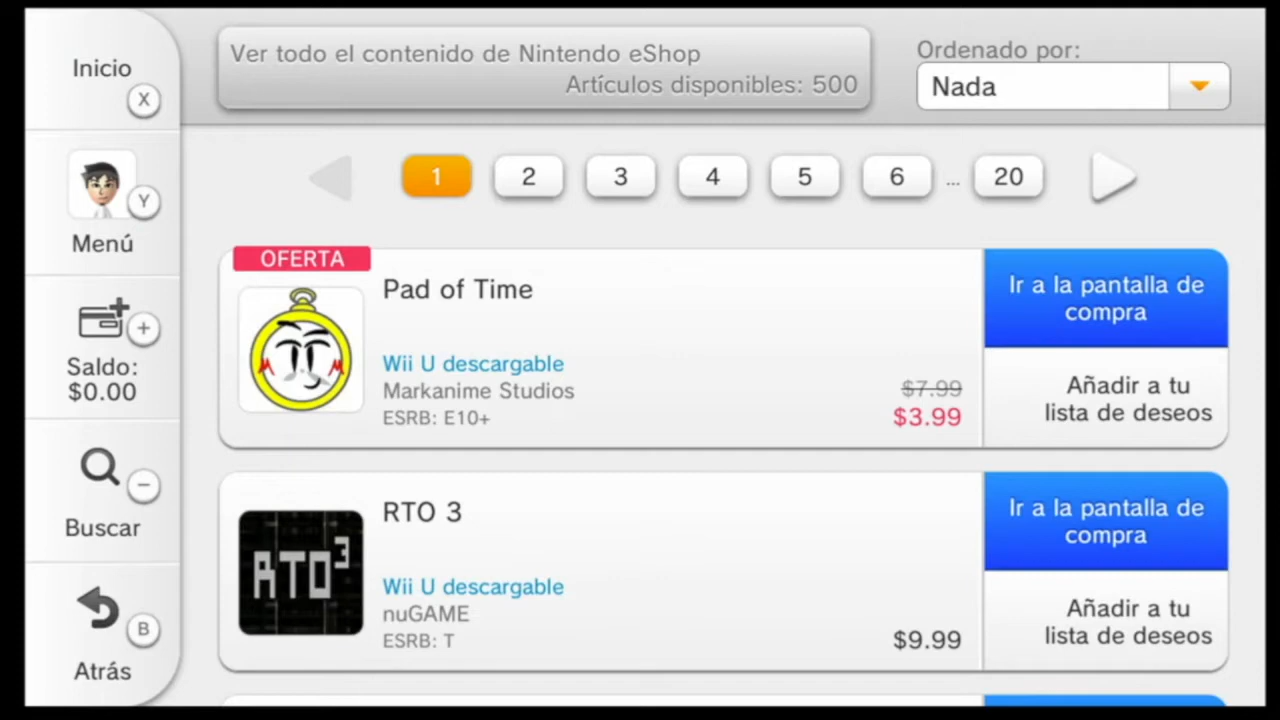 Inicio
X
Y
Menú
+
Saldo:
$0.00
−
Buscar
B
Atrás
Ver todo el contenido de Nintendo eShop
Artículos disponibles: 500
Ordenado por:
Nada
1 2 3 4 5 6 ... 20
OFERTA
Pad of Time
Wii U descargable
Markanime Studios
ESRB: E10+
$7.99
$3.99
Ir a la pantalla de
compra
Añadir a tu
lista de deseos
RTO3
RTO 3
Wii U descargable
nuGAME
ESRB: T
$9.99
Ir a la pantalla de
compra
Añadir a tu
lista de deseos